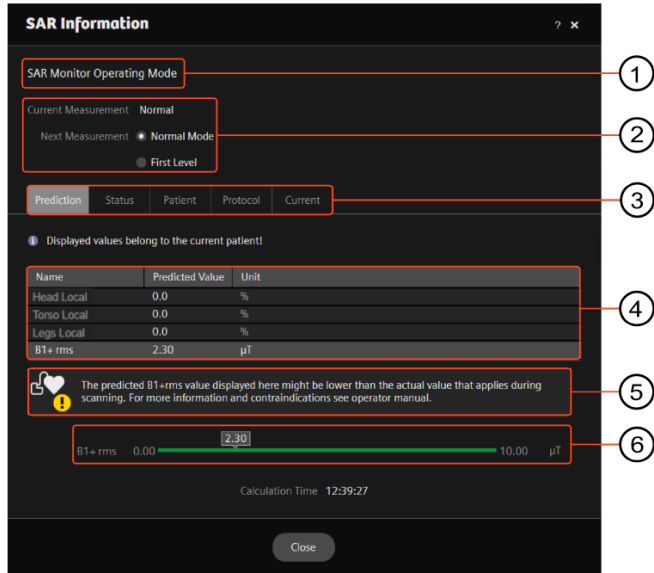 SAR Information ? ×
SAR Monitor Operating Mode
1
Current Measurement Normal
Next Measurement Normal Mode
2
First Level
Prediction Status Patient Protocol Current
3
Displayed values belong to the current patient!
Name Predicted Value Unit
Head Local 0.0 %
4
Torso Local 0.0 %
Legs Local 0.0 %
B1+ rms 2.30 µT
The predicted B1+rms value displayed here might be lower than the actual value that applies during
5
scanning. For more information and contraindications see operator manual.
2.30
B1+ rms 0.00 10.00 µT
6
Calculation Time 12:39:27
Close